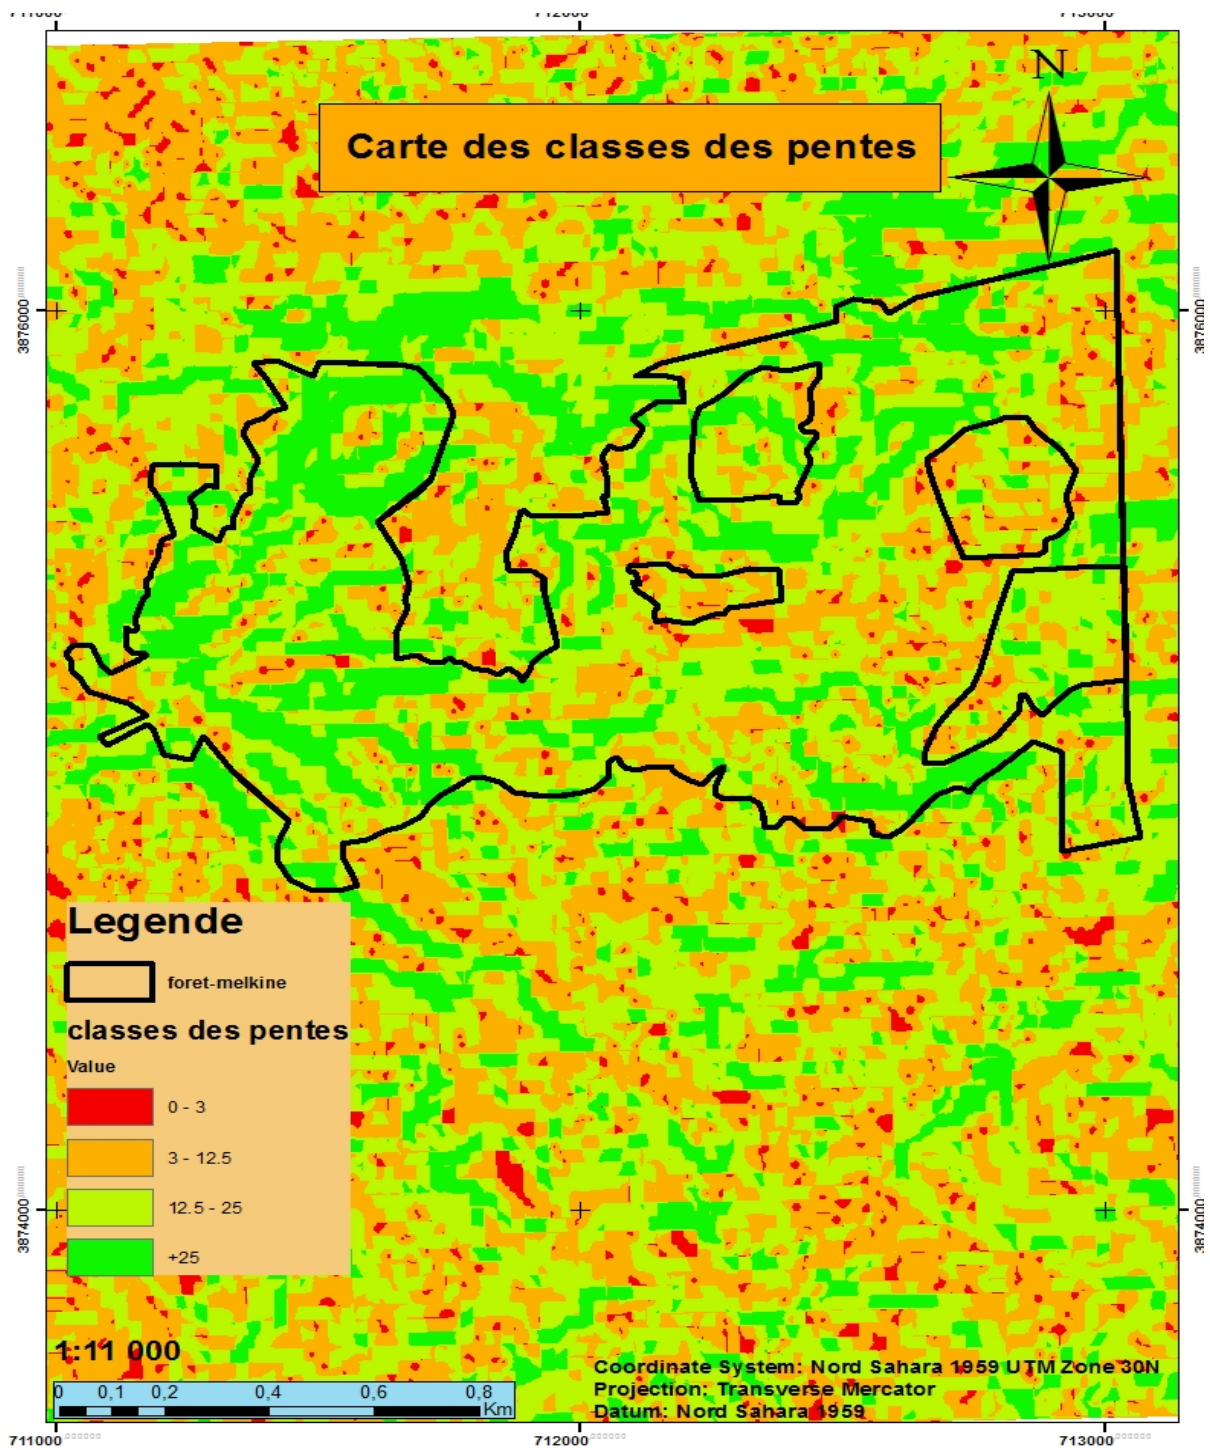 711000 712000 713000
N
Carte des classes des pentes
3876000 3876000
Legende
foret-melkine
classes des pentes
Value
0 - 3
3 - 12.5
12.5 - 25
+25
3874000 3874000
1:11 000
0 0,1 0,2 0,4 0,6 0,8
Km
Coordinate System: Nord Sahara 1959 UTM Zone 30N
Projection: Transverse Mercator
Datum: Nord Sahara 1959
711000 712000 713000